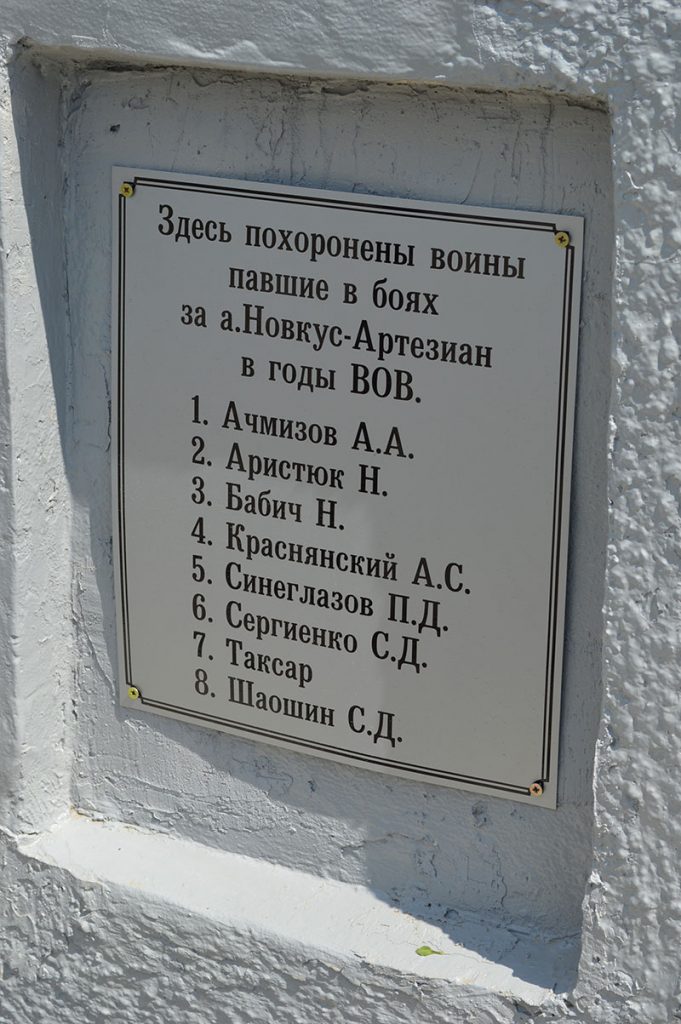 Здесь похоронены воины
павшие в боях
за а.Новкус-Артезиан
в годы ВОВ.
1. Ачмизов А.А.
2. Аристюк Н.
3. Бабич Н.
4. Краснянский А.С.
5. Синеглазов П.Д.
6. Сергиенко С.Д.
7. Таксар
8. Шаошин С.Д.